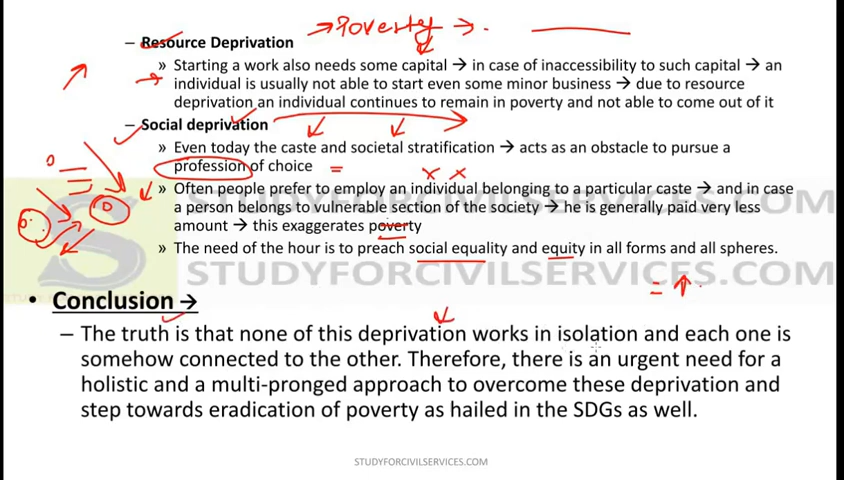 →Poverty →.
– Resource Deprivation
» Starting a work also needs some capital → in case of inaccessibility to such capital → an
individual is usually not able to start even some minor business → due to resource
deprivation an individual continues to remain in poverty and not able to come out of it
– Social deprivation
» Even today the caste and societal stratification → acts as an obstacle to pursue a
profession of choice
» Often people prefer to employ an individual belonging to a particular caste → and in case
a person belongs to vulnerable section of the society → he is generally paid very less
amount → this exaggerates poverty
» The need of the hour is to preach social equality and equity in all forms and all spheres.
STUDYFORCIVILSERVICES.COM
STUDYFORCIVILSERVICES.COM
• Conclusion →
– The truth is that none of this deprivation works in isolation and each one is
somehow connected to the other. Therefore, there is an urgent need for a
holistic and a multi-pronged approach to overcome these deprivation and
step towards eradication of poverty as hailed in the SDGs as well.
STUDYFORCIVILSERVICES.COM